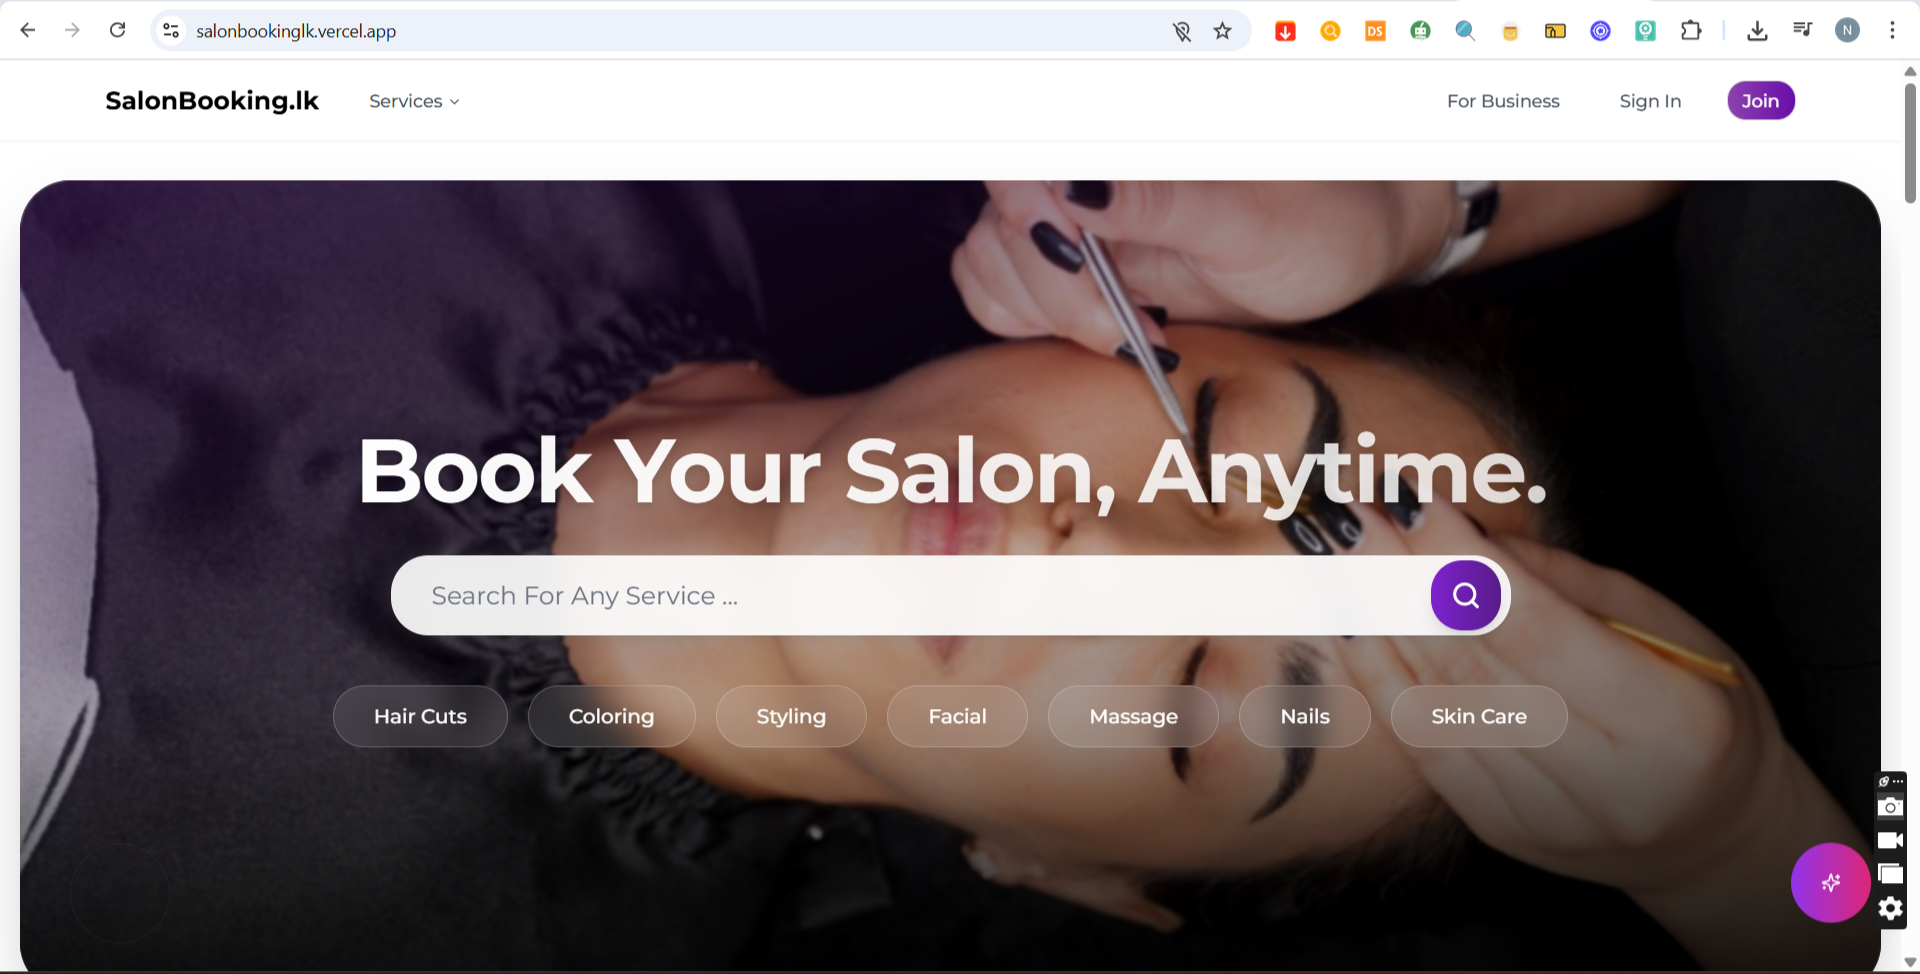 salonbookinglk.vercel.app
DS
N
SalonBooking.lk
Services
For Business
Sign In
Join
Book Your Salon, Anytime.
Search For Any Service ...
Hair Cuts
Coloring
Styling
Facial
Massage
Nails
Skin Care